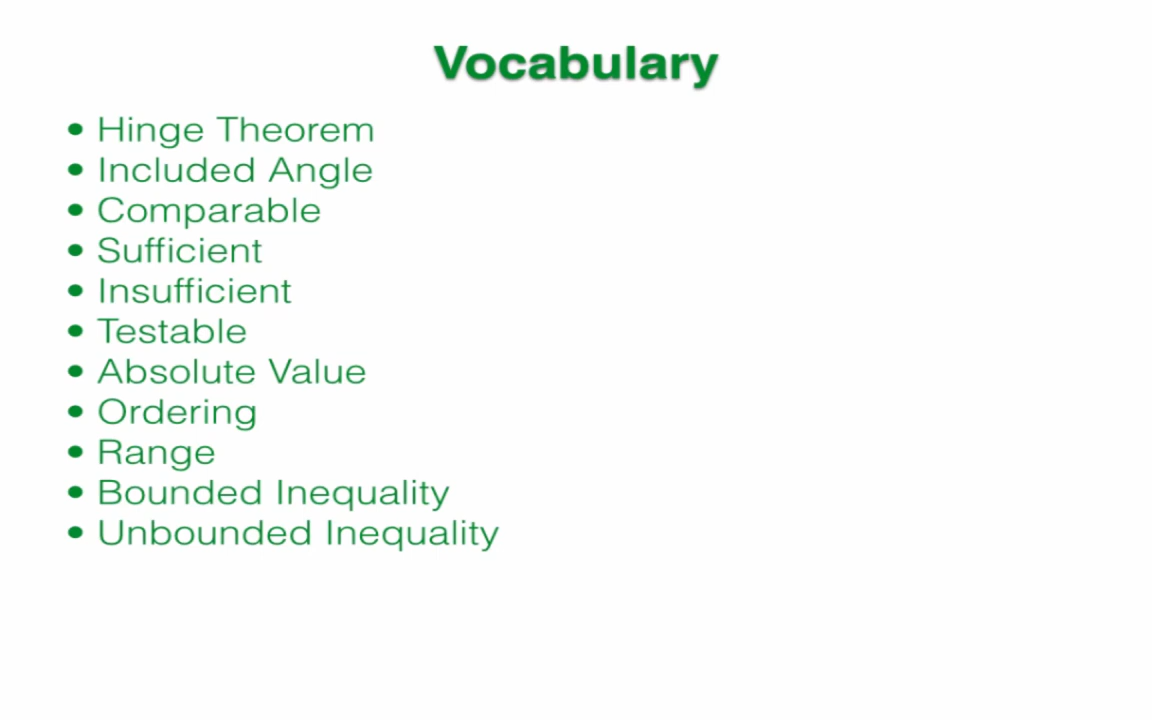 Vocabulary
• Hinge Theorem
• Included Angle
• Comparable
• Sufficient
• Insufficient
• Testable
• Absolute Value
• Ordering
• Range
• Bounded Inequality
• Unbounded Inequality